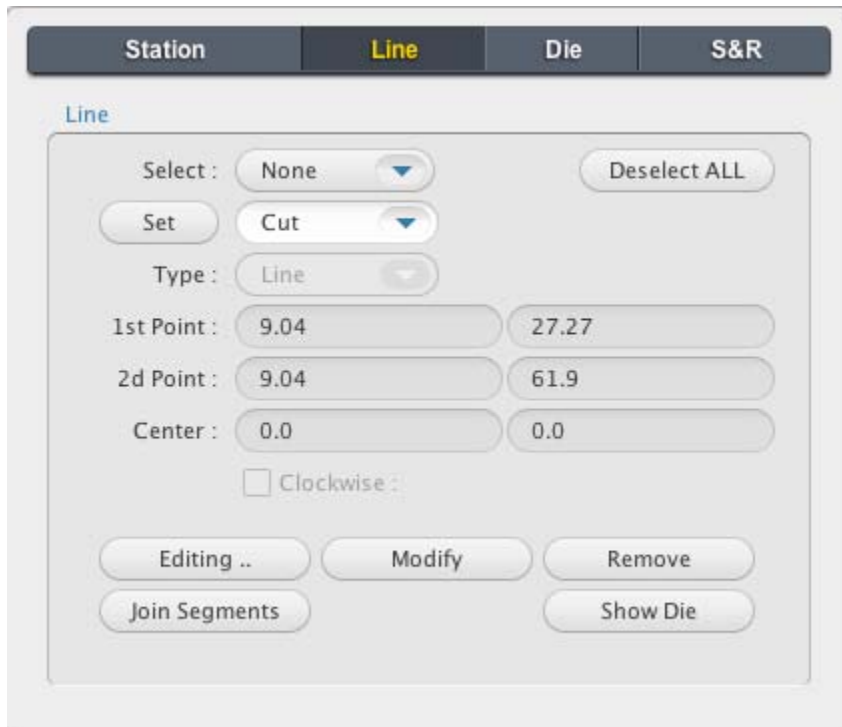 Station Line Die S&R
Line
Select : None Deselect ALL
Set Cut
Type : Line
1st Point : 9.04 27.27
2d Point : 9.04 61.9
Center : 0.0 0.0
Clockwise :
Editing .. Modify Remove
Join Segments Show Die